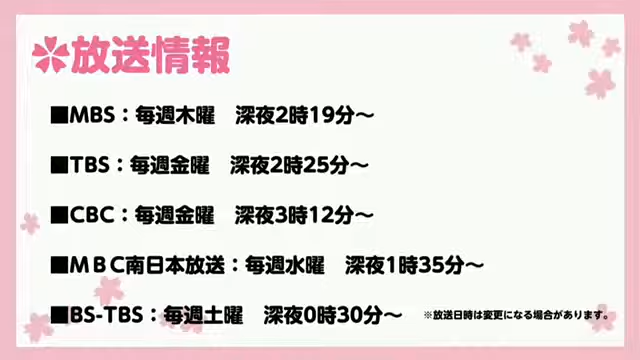 放送情報
■MBS：毎週木曜　深夜2時19分～
■TBS：毎週金曜　深夜2時25分～
■CBC：毎週金曜　深夜3時12分～
■ＭＢＣ南日本放送：毎週水曜　深夜1時35分～
■BS-TBS：毎週土曜　深夜0時30分～　※放送日時は変更になる場合があります。